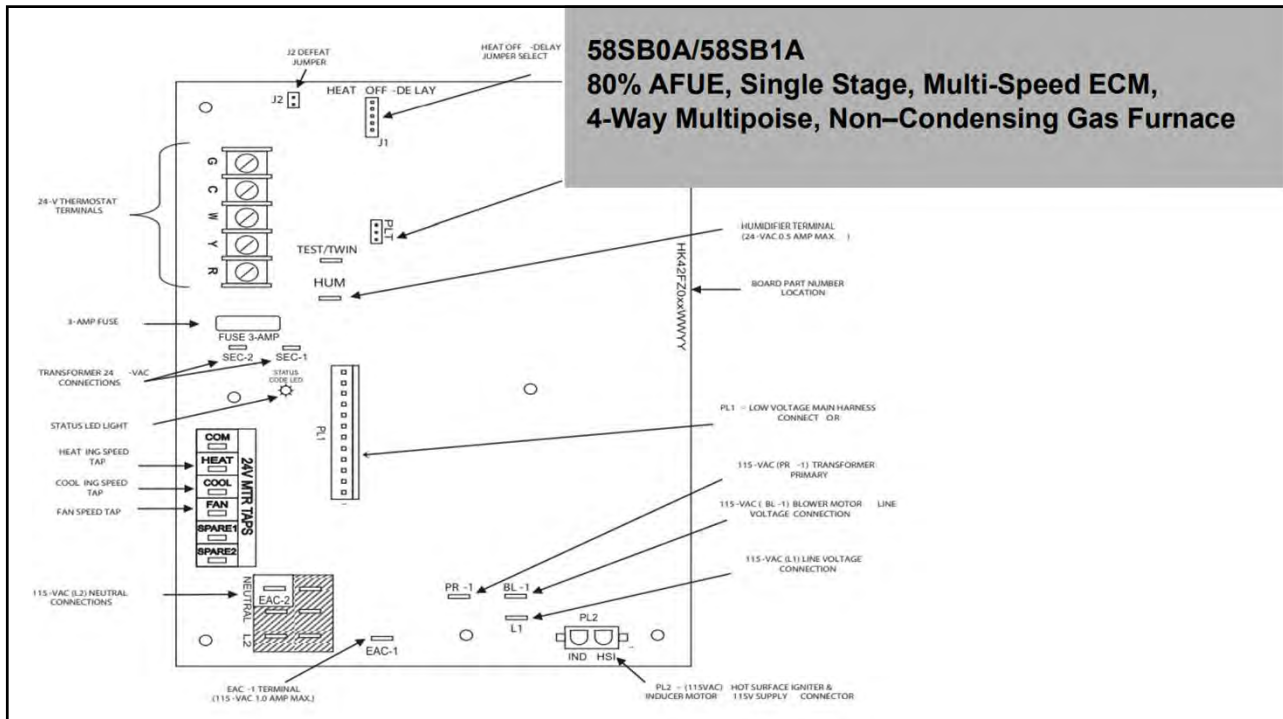 58SB0A/58SB1A
80% AFUE, Single Stage, Multi-Speed ECM,
4-Way Multipoise, Non–Condensing Gas Furnace
J2 DEFEAT
JUMPER
HEAT OFF -DELAY
JUMPER SELECT
J2
HEAT OFF -DE LAY
J1
24-V THERMOSTAT
TERMINALS
G
C
W
Y
R
PLT
TEST/TWIN
HUM
HUMIDIFIER TERMINAL
(24 -VAC 0.5 AMP MAX. )
HK42FZ0xxWWYY
BOARD PART NUMBER
LOCATION
3-AMP FUSE
FUSE 3-AMP
SEC-2
SEC-1
TRANSFORMER 24 -VAC
CONNECTIONS
STATUS
CODE LED
STATUS LED LIGHT
PL1
PL1 – LOW VOLTAGE MAIN HARNESS
CONNECT OR
COM
HEAT
COOL
FAN
SPARE1
SPARE2
24V MTR TAPS
HEAT ING SPEED
TAP
COOL ING SPEED
TAP
FAN SPEED TAP
115-VAC (PR -1) TRANSFORMER
PRIMARY
115-VAC ( BL -1) BLOWER MOTOR LINE
VOLTAGE CONNECTION
115-VAC (L1) LINE VOLTAGE
CONNECTION
115 -VAC (L2) NEUTRAL
CONNECTIONS
NEUTRAL
EAC-2
L2
PR -1
BL -1
L1
PL2
IND HSI
EAC-1
EAC -1 TERMINAL
(115 -VAC 1.0 AMP MAX.)
PL2 – (115VAC) HOT SURFACE IGNITER &
INDUCER MOTOR 115V SUPPLY CONNECTOR